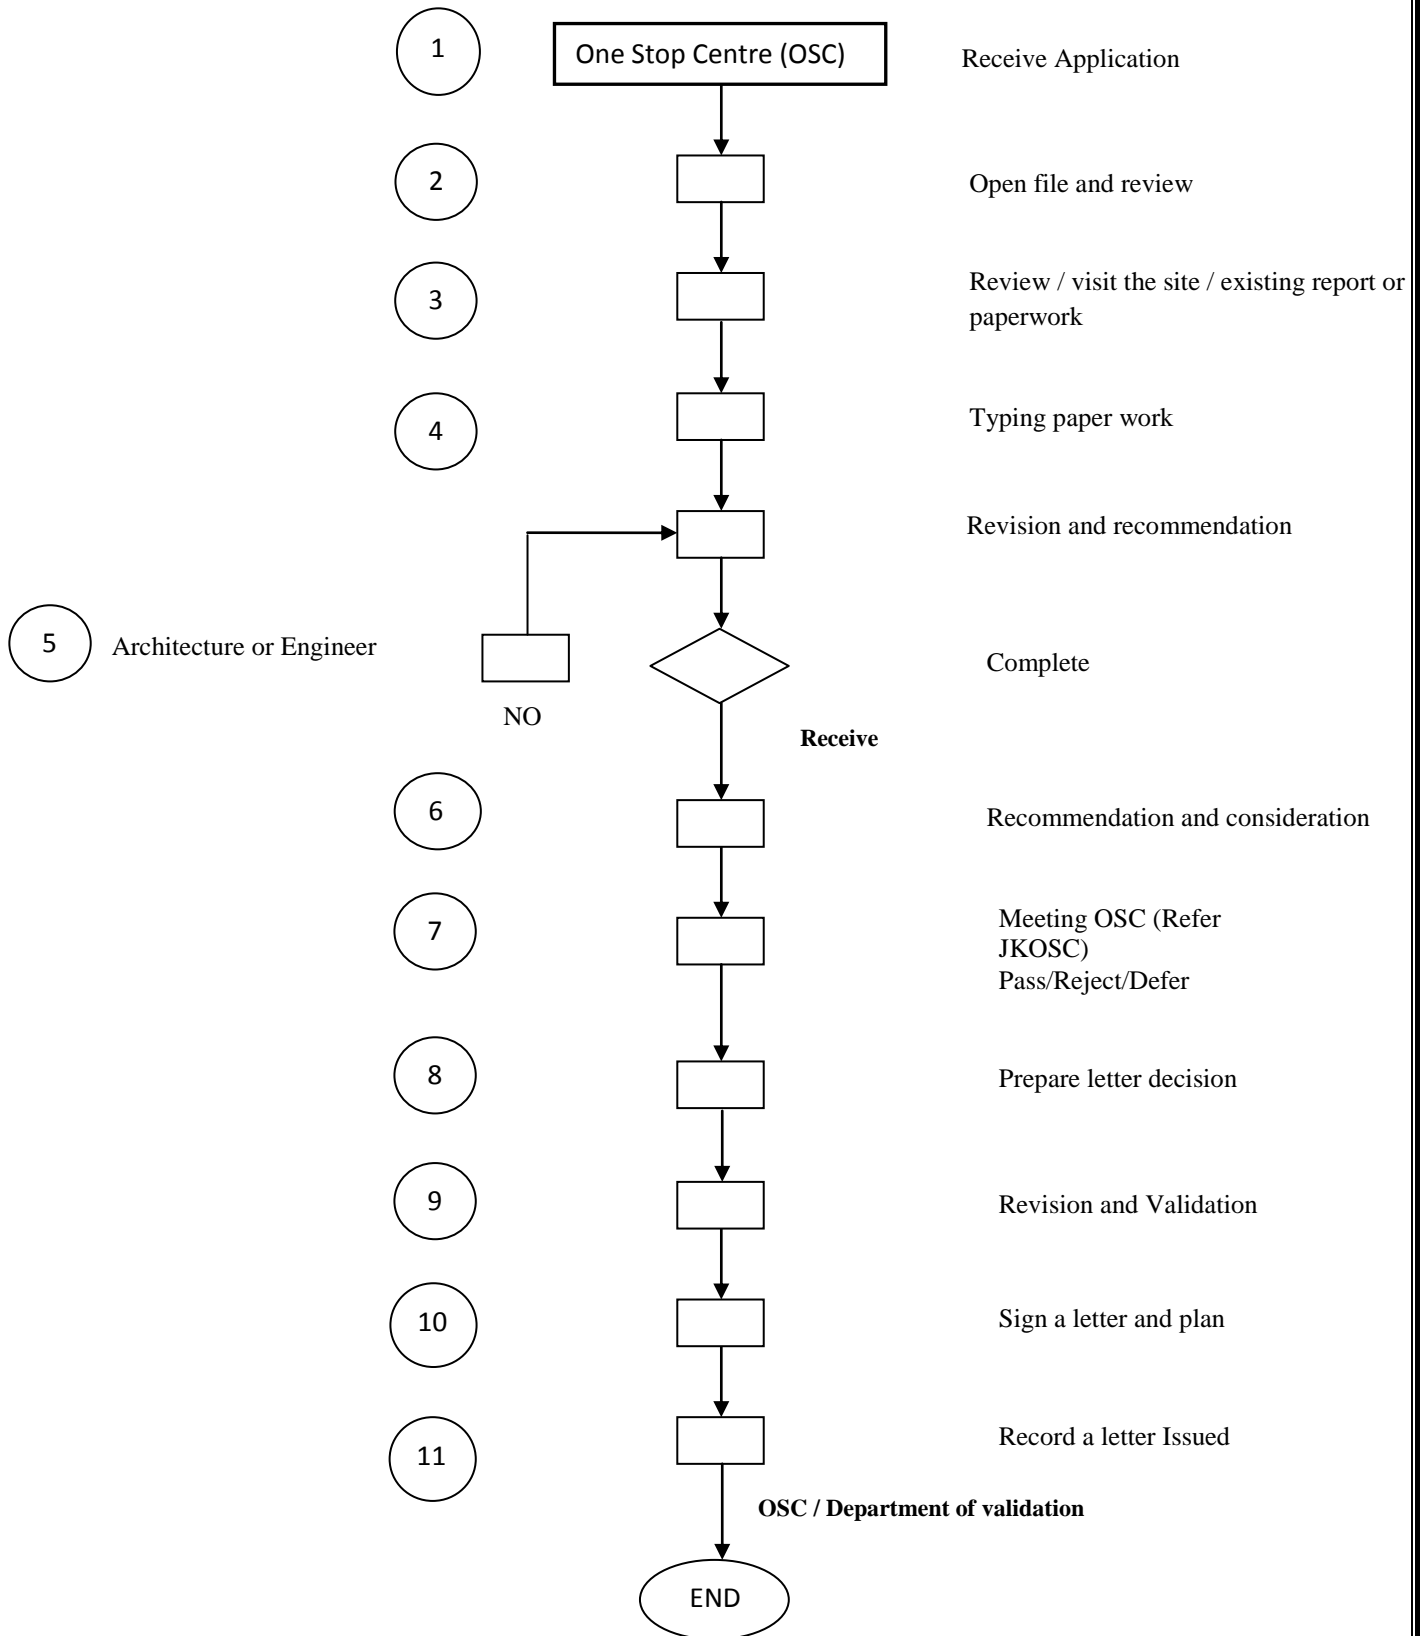 1
One Stop Centre (OSC)
Receive Application
2
Open file and review
3
Review / visit the site / existing report or
paperwork
4
Typing paper work
Revision and recommendation
5
Architecture or Engineer
NO
Complete
Receive
6
Recommendation and consideration
7
Meeting OSC (Refer
JKOSC)
Pass/Reject/Defer
8
Prepare letter decision
9
Revision and Validation
10
Sign a letter and plan
11
Record a letter Issued
OSC / Department of validation
END